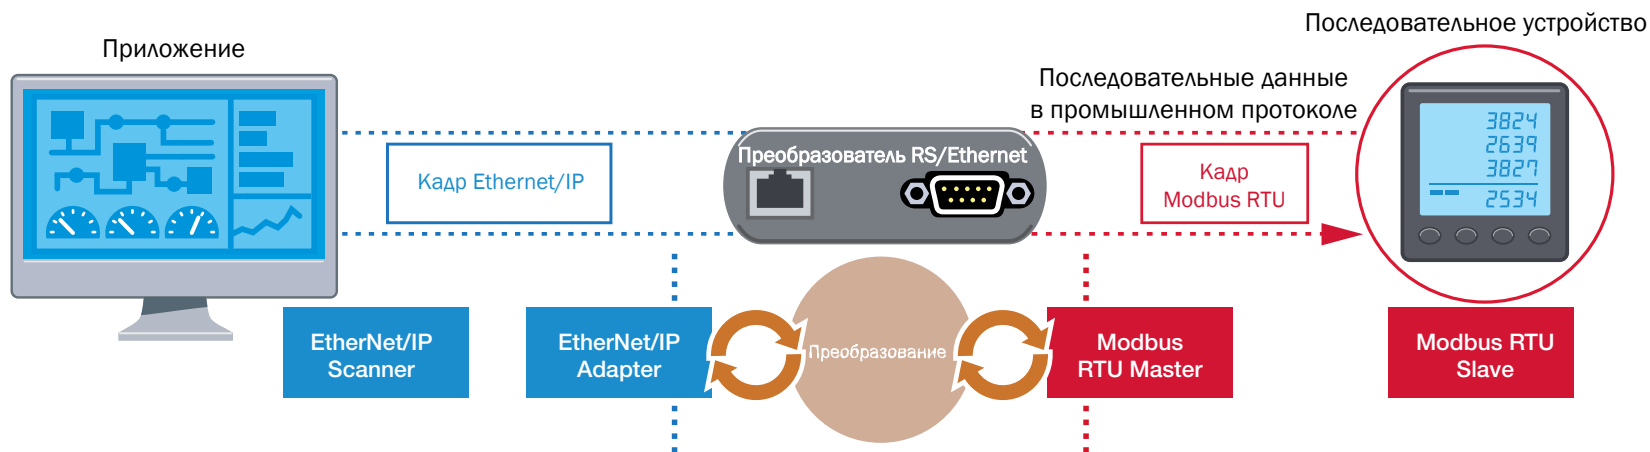 Приложение
Последовательное устройство
Последовательные данные
в промышленном протоколе
Кадр Ethernet/IP
Преобразователь RS/Ethernet
Кадр
Modbus RTU
3824
2639
3827
2534
EtherNet/IP
Scanner
EtherNet/IP
Adapter
Преобразование
Modbus
RTU Master
Modbus RTU
Slave